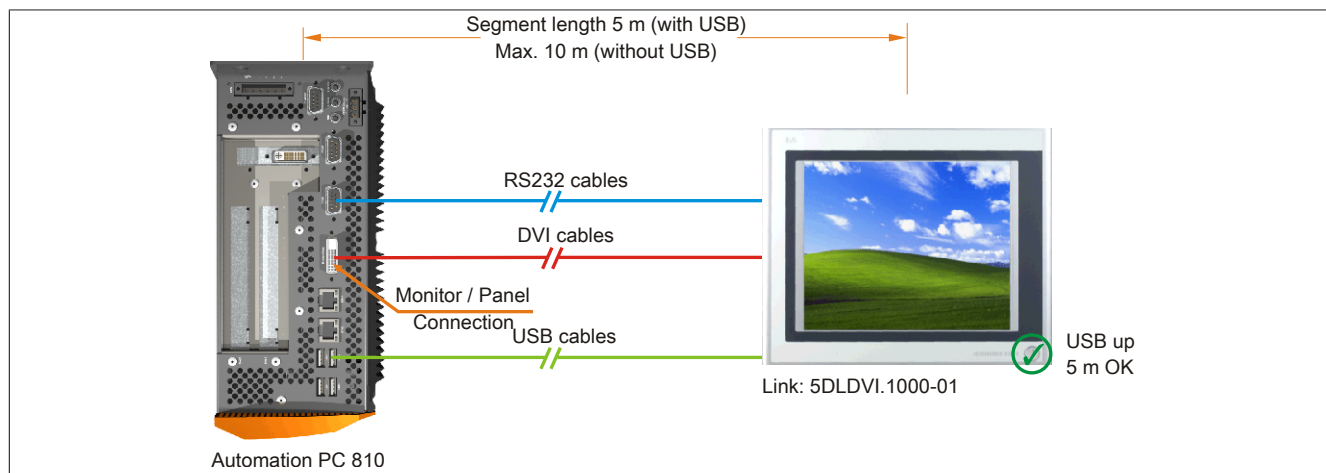 Segment length 5 m (with USB)
Max. 10 m (without USB)
RS232 cables
DVI cables
Monitor / Panel
Connection
USB cables
USB up
5 m OK
Link: 5DLDVI.1000-01
Automation PC 810